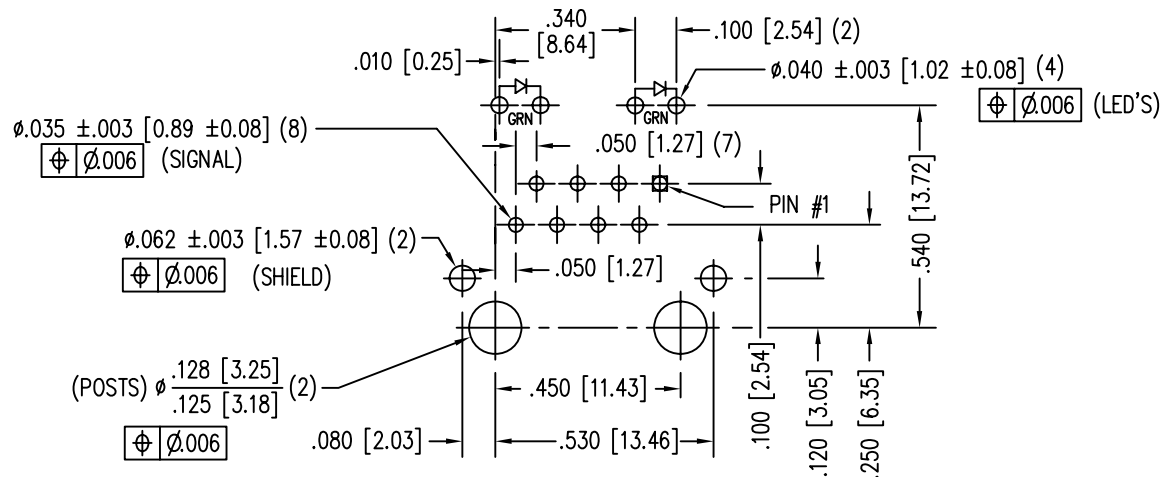 .340
[8.64]
.100 [2.54] (2)
.010 [0.25]
ø.040 ±.003 [1.02 ±0.08] (4)
⌖ Ø.006 (LED'S)
GRN
GRN
ø.035 ±.003 [0.89 ±0.08] (8)
⌖ Ø.006 (SIGNAL)
.050 [1.27] (7)
PIN #1
.540 [13.72]
ø.062 ±.003 [1.57 ±0.08] (2)
⌖ Ø.006 (SHIELD)
.050 [1.27]
(POSTS) ø .128 [3.25]
.125 [3.18] (2)
⌖ Ø.006
.450 [11.43]
.080 [2.03]
.530 [13.46]
.100 [2.54]
.120 [3.05]
.250 [6.35]